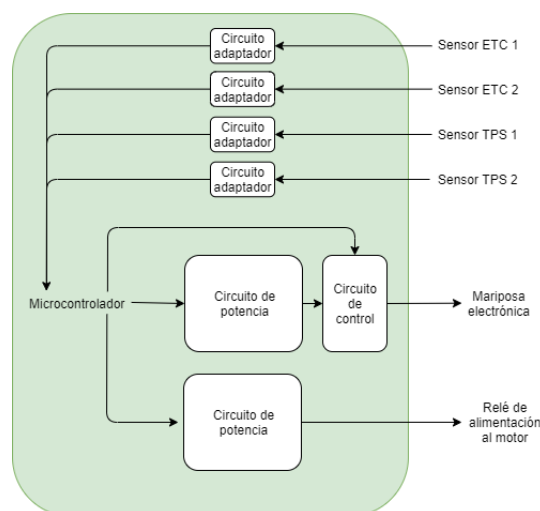 Circuito
adaptador
Sensor ETC 1
Circuito
adaptador
Sensor ETC 2
Circuito
adaptador
Sensor TPS 1
Circuito
adaptador
Sensor TPS 2
Microcontrolador
Circuito de
potencia
Circuito
de
control
Mariposa
electrónica
Circuito de
potencia
Relé de
alimentación
al motor